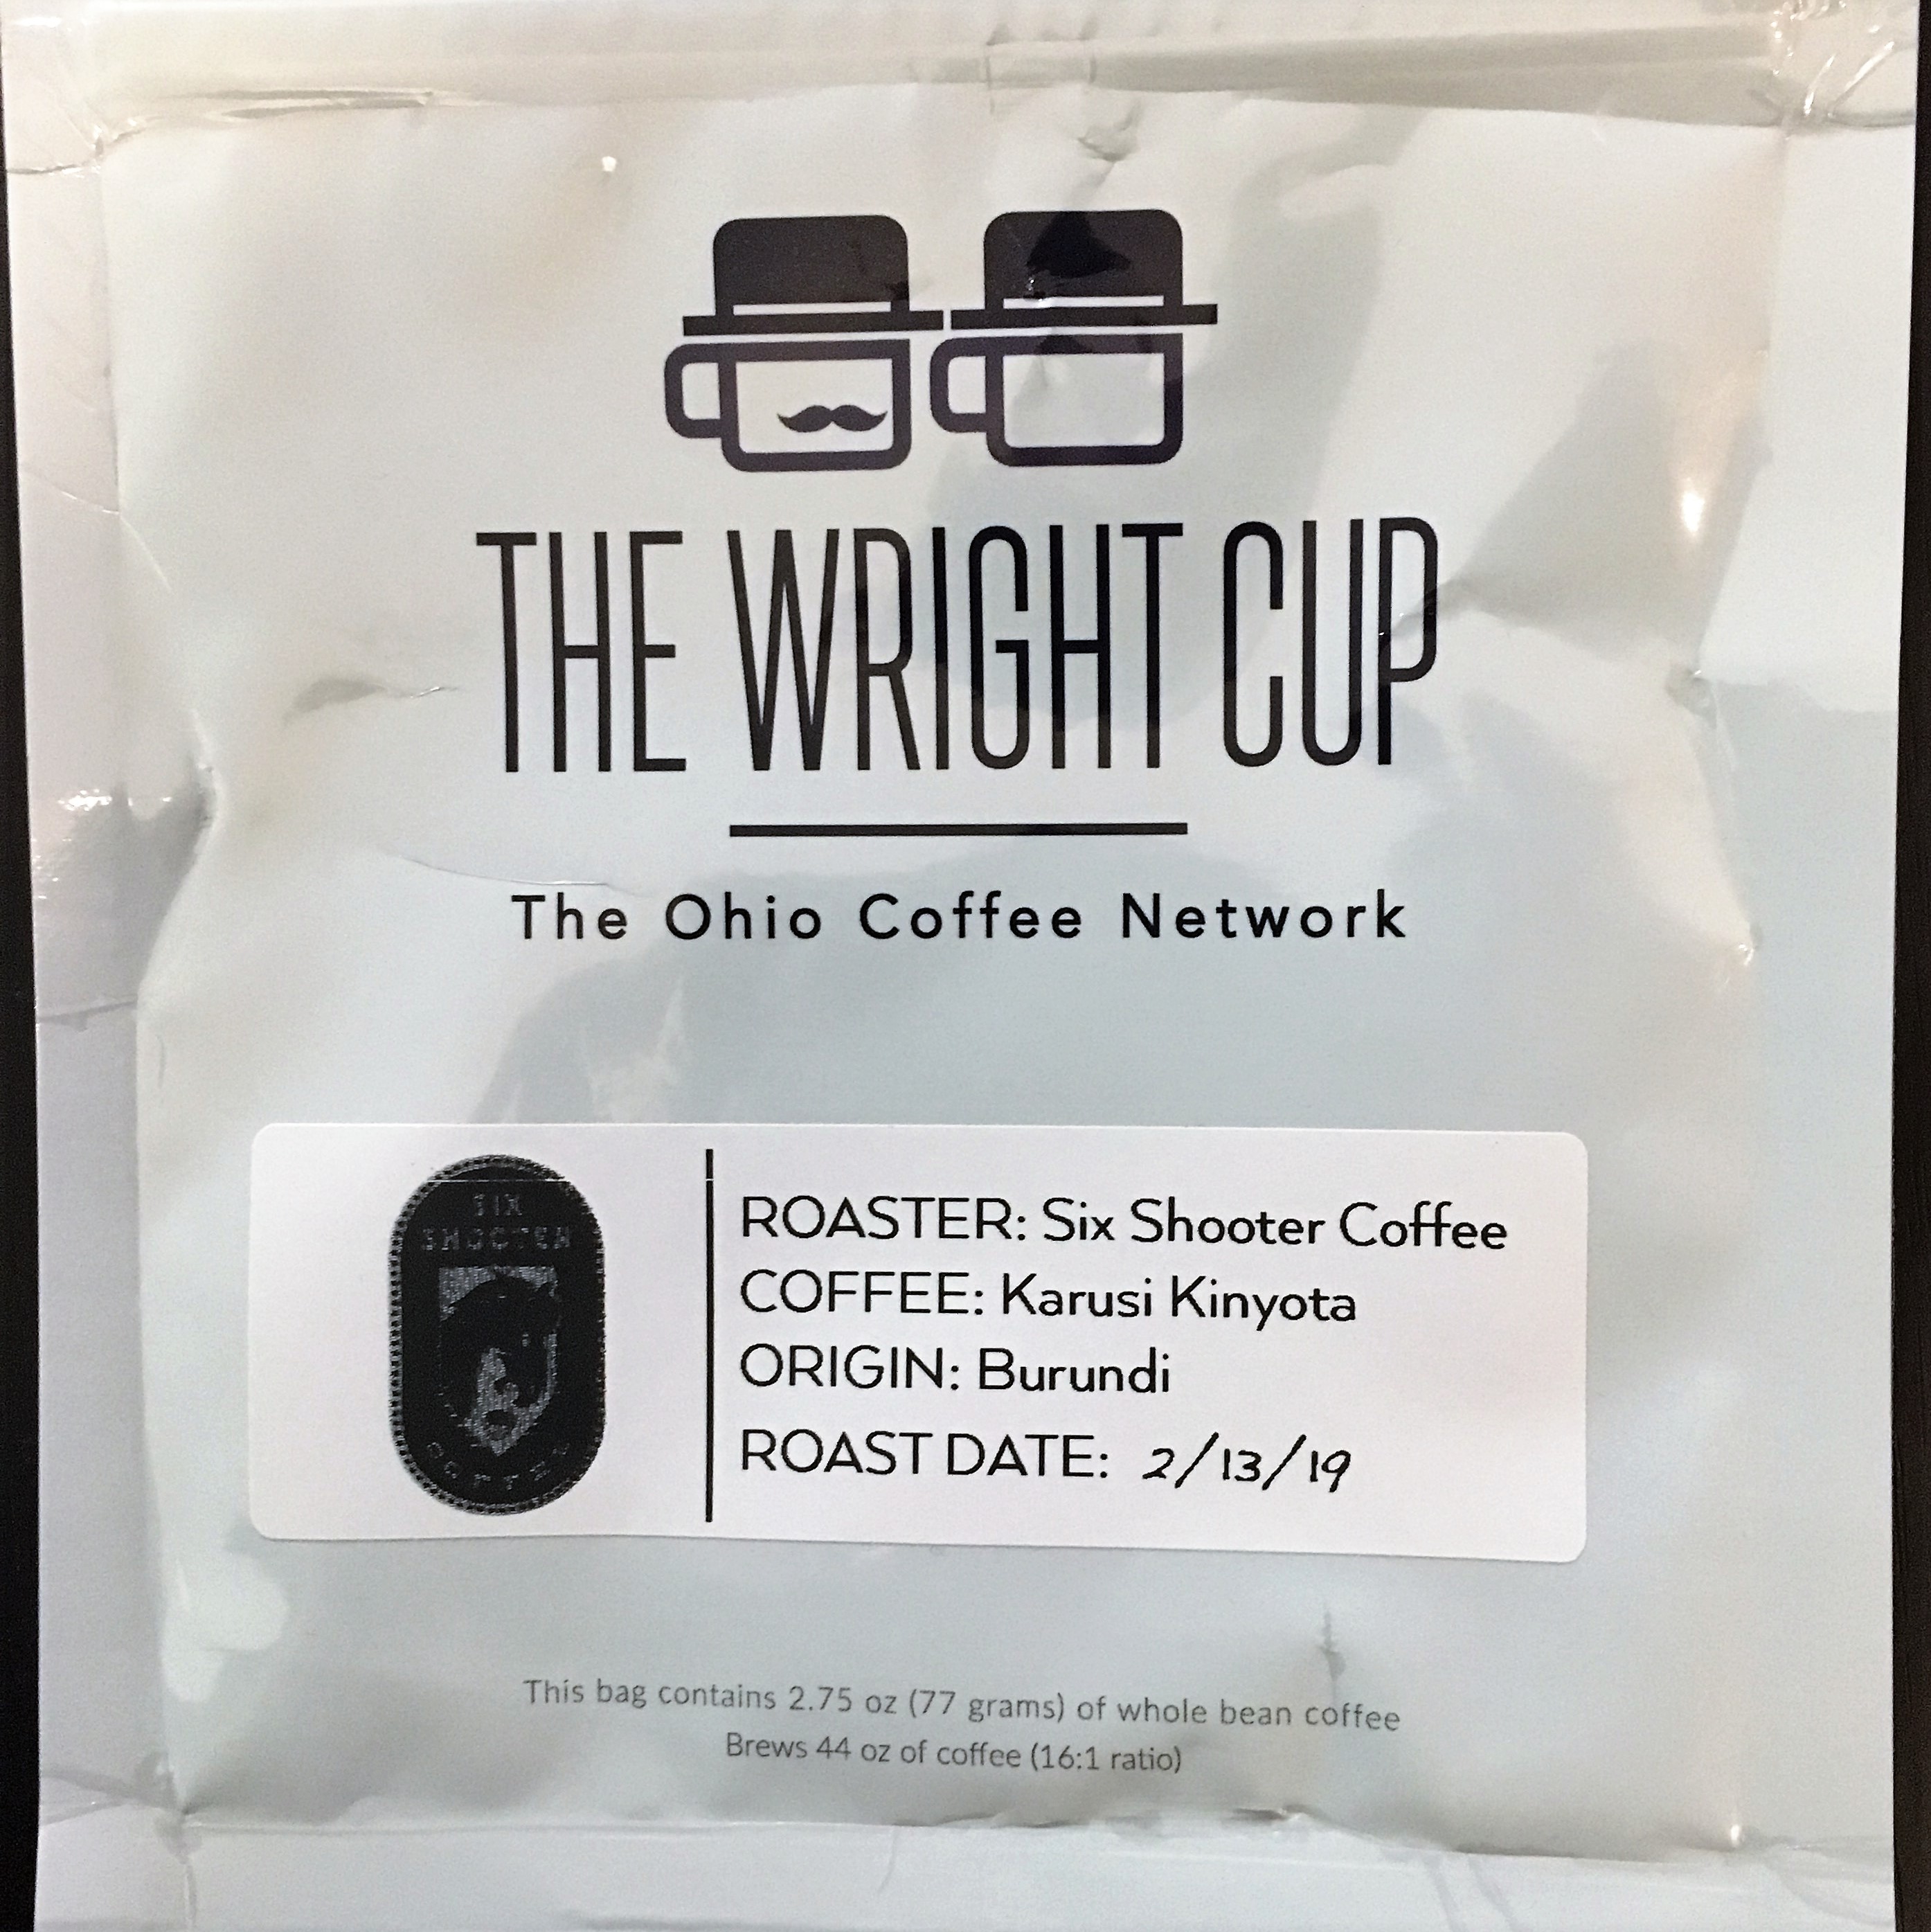 THE WRIGHT CUP
The Ohio Coffee Network
SIX
SHOOTER
COFFEE
ROASTER: Six Shooter Coffee
COFFEE: Karusi Kinyota
ORIGIN: Burundi
ROAST DATE: 2/13/19
This bag contains 2.75 oz (77 grams) of whole bean coffee
Brews 44 oz of coffee (16:1 ratio)